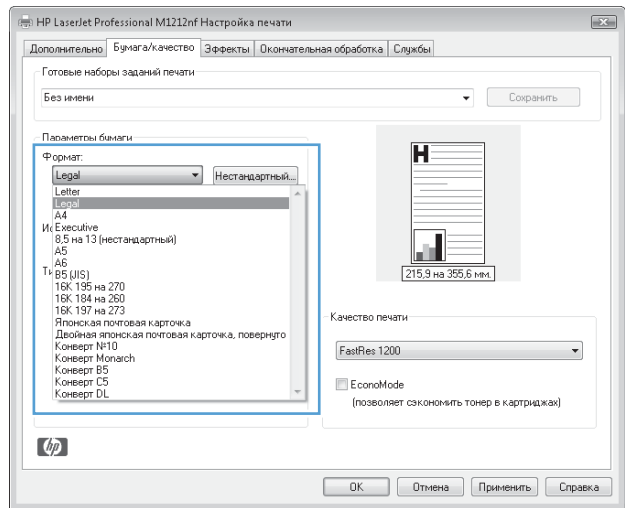 HP LaserJet Professional M1212nf Настройка печати
Дополнительно Бумага/качество Эффекты Окончательная обработка Службы
Готовые наборы заданий печати
Без имени Сохранить
Параметры бумаги
Формат:
Legal Нестандартный...
Letter
Legal
A4
Executive
8,5 на 13 (нестандартный)
A5
A6
B5 (JIS)
16K 195 на 270
16K 184 на 260
16K 197 на 273
Японская почтовая карточка
Двойная японская почтовая карточка, повернуто
Конверт №10
Конверт Monarch
Конверт B5
Конверт C5
Конверт DL
H
215,9 на 355,6 мм.
Качество печати
FastRes 1200
EconoMode
(позволяет сэкономить тонер в картриджах)
hp
OK Отмена Применить Справка